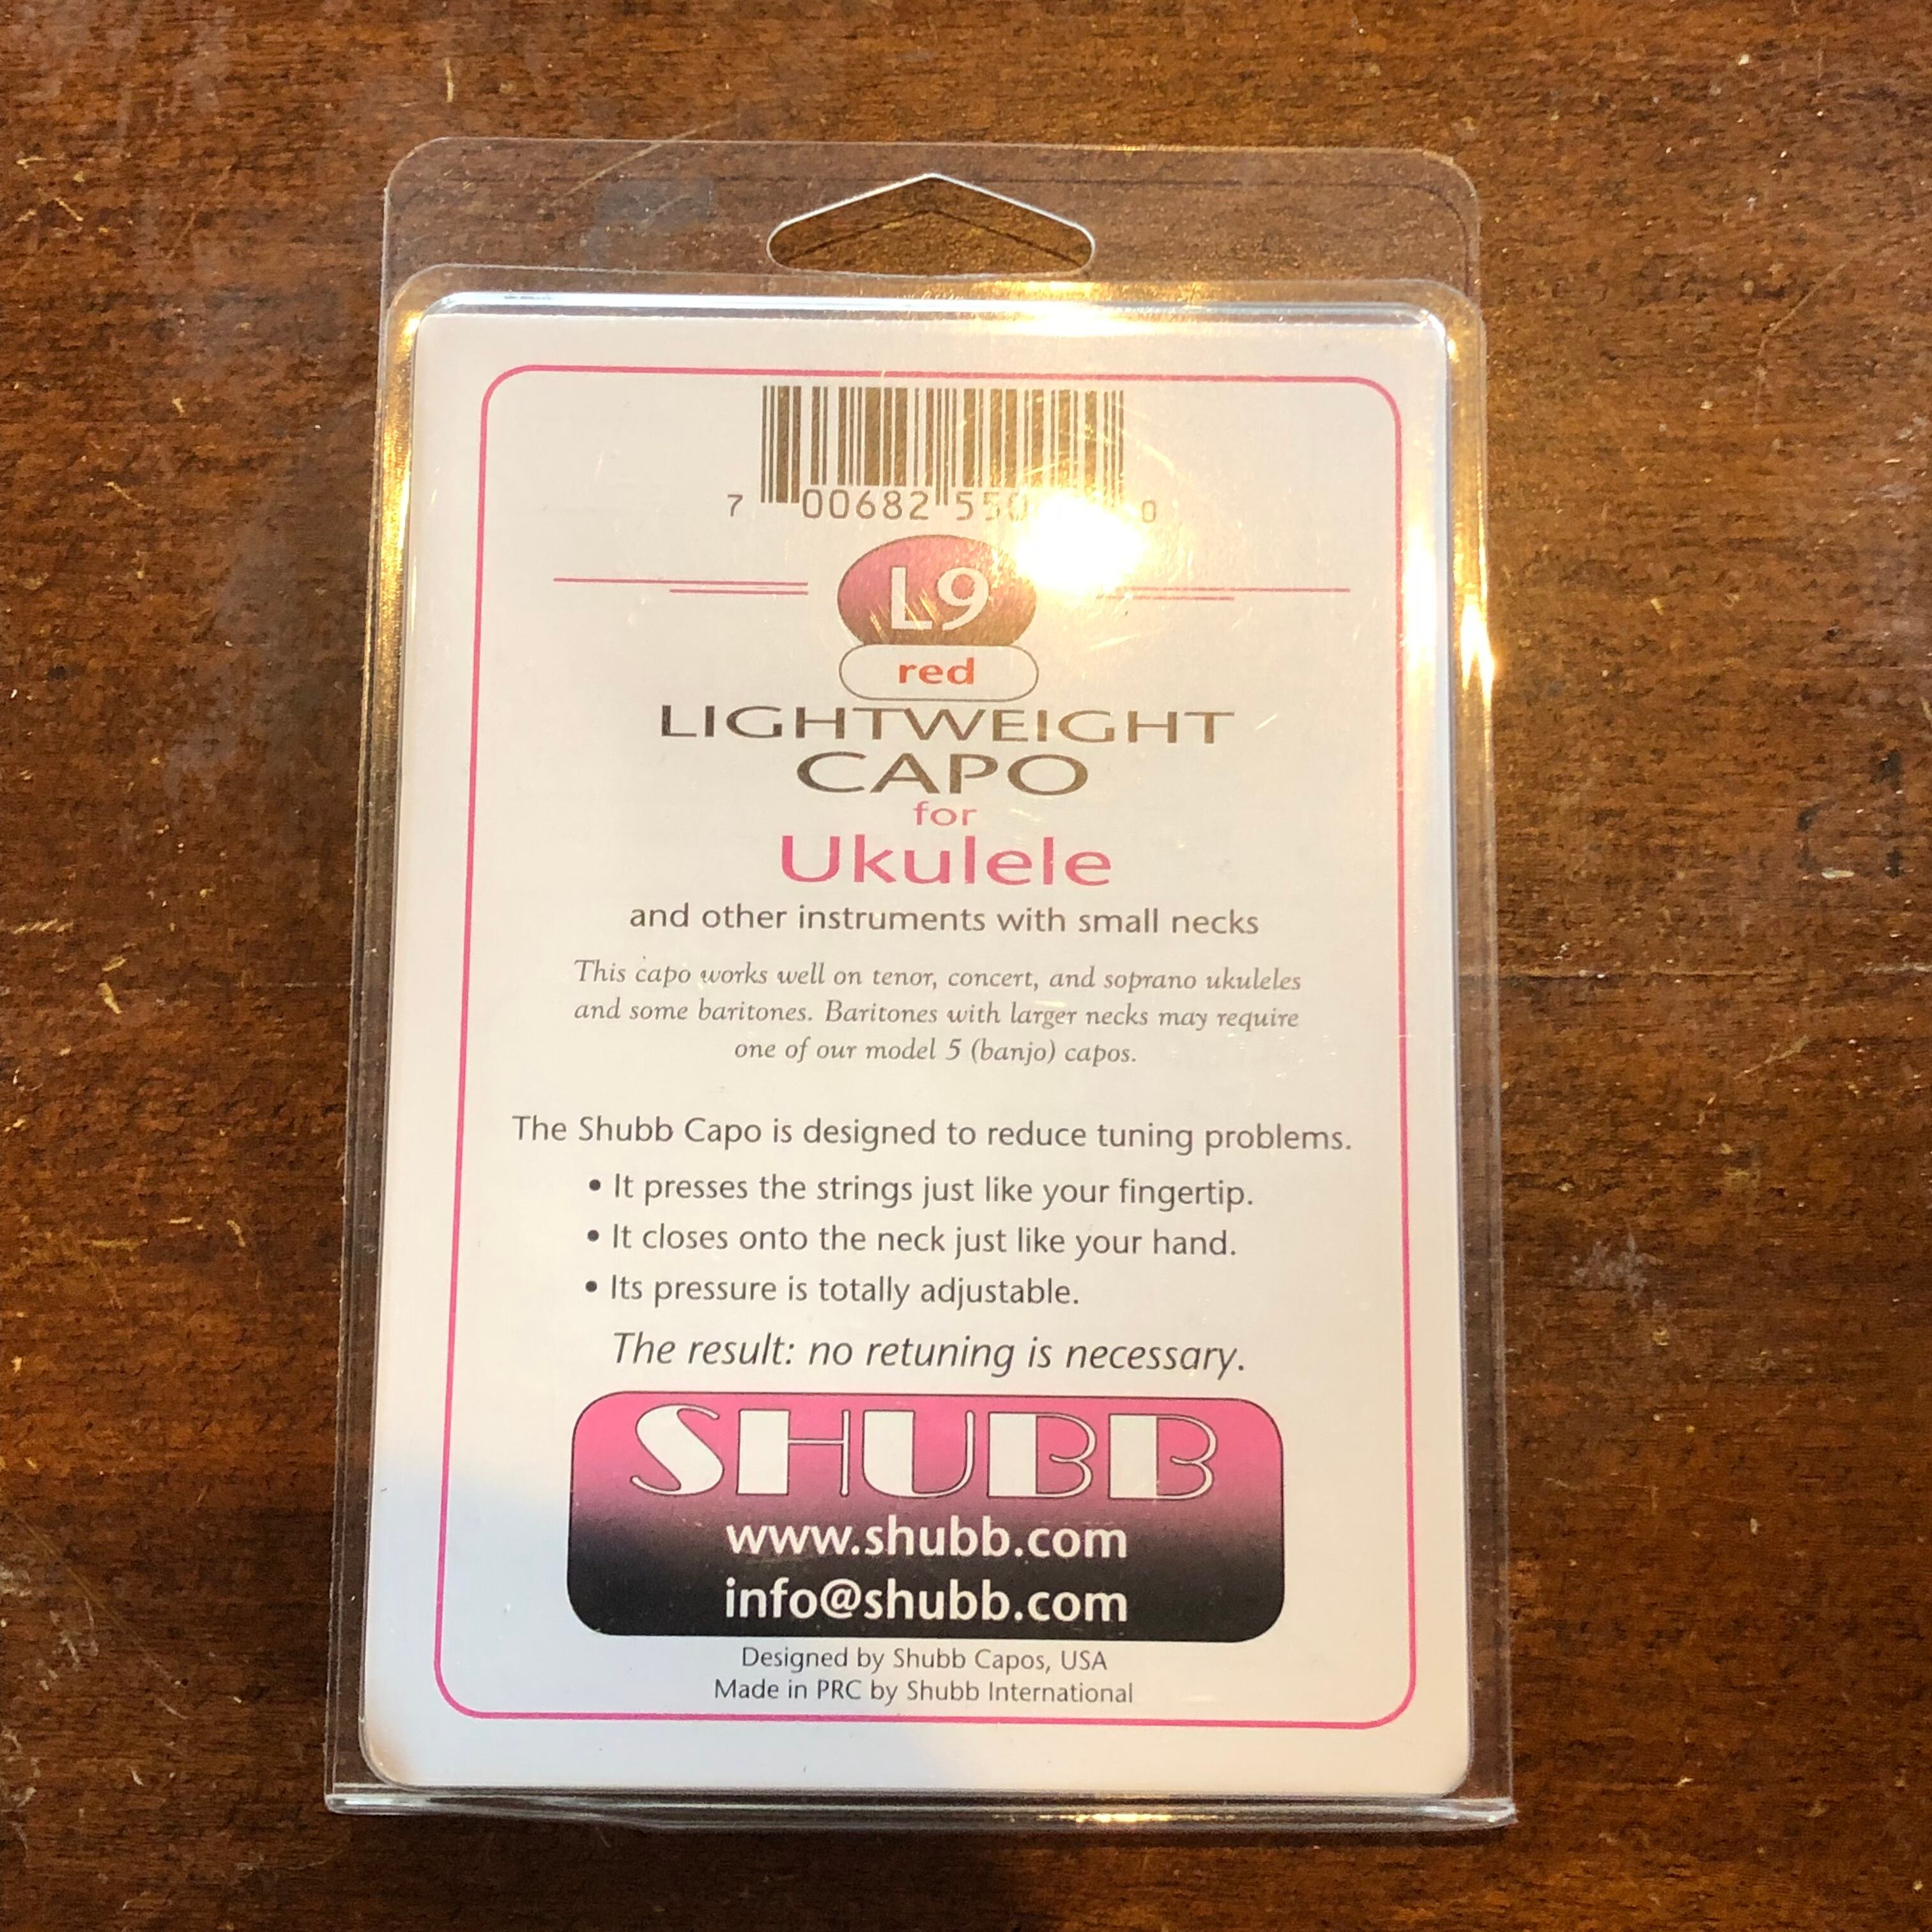 7 00682 550 0
L9
red
LIGHTWEIGHT
CAPO
for
Ukulele
and other instruments with small necks
This capo works well on tenor, concert, and soprano ukuleles
and some baritones. Baritones with larger necks may require
one of our model 5 (banjo) capos.
The Shubb Capo is designed to reduce tuning problems.
• It presses the strings just like your fingertip.
• It closes onto the neck just like your hand.
• Its pressure is totally adjustable.
The result: no retuning is necessary.
SHUBB
www.shubb.com
info@shubb.com
Designed by Shubb Capos, USA
Made in PRC by Shubb International